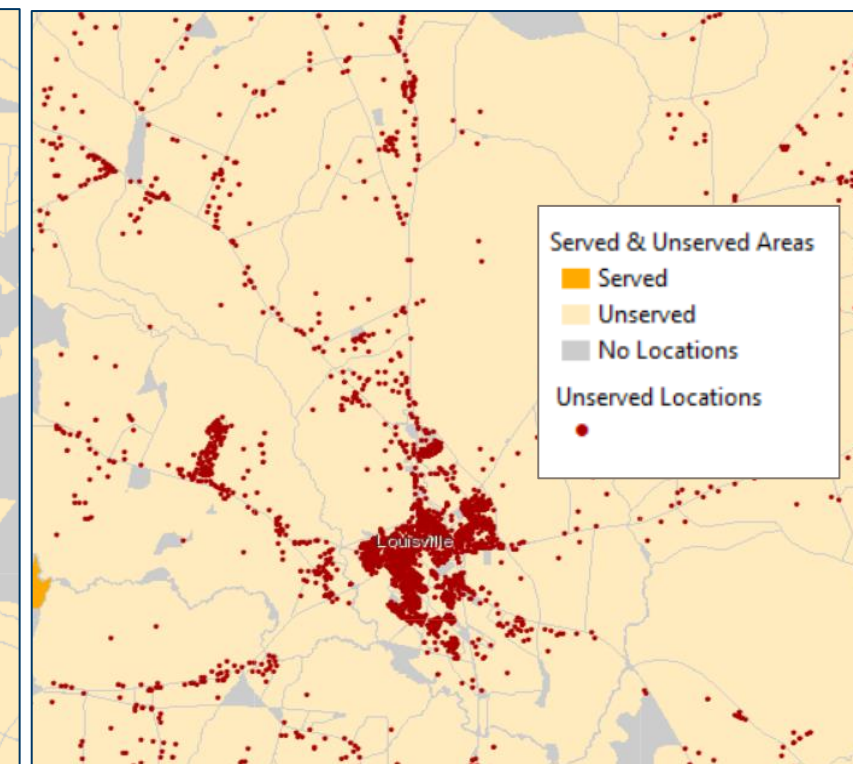 Served & Unserved Areas
Served
Unserved
No Locations
Unserved Locations
Louisville